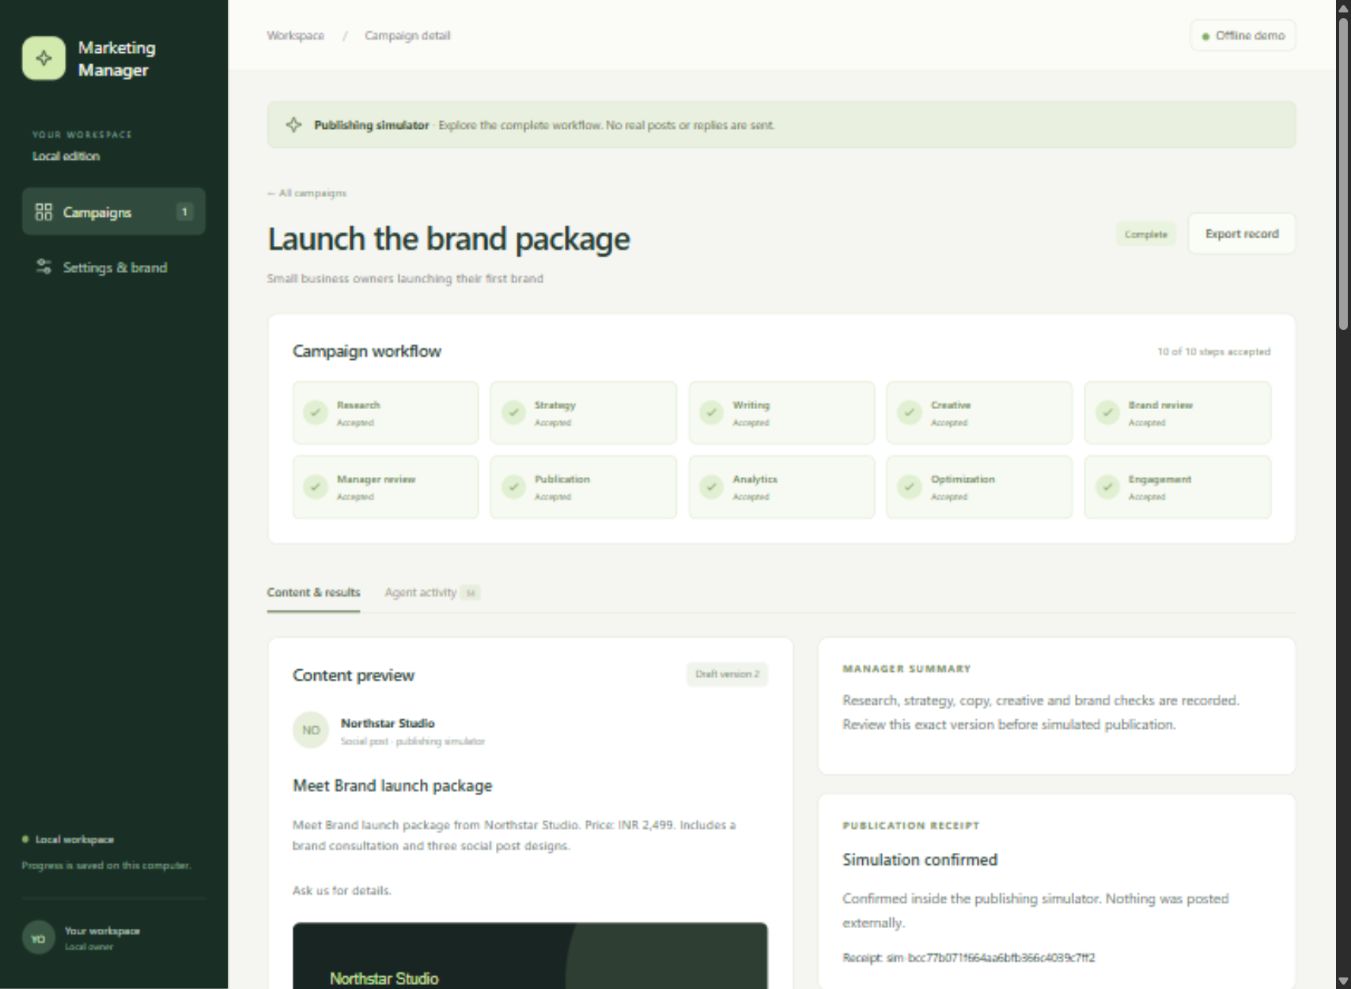 Marketing
Manager
YOUR WORKSPACE
Local edition
Campaigns 1
Settings & brand
Local workspace
Progress is saved on this computer.
YO
Your workspace
Local owner
Workspace / Campaign detail
Offline demo
Publishing simulator · Explore the complete workflow. No real posts or replies are sent.
← All campaigns
Launch the brand package
Complete
Export record
Small business owners launching their first brand
Campaign workflow
10 of 10 steps accepted
Research
Accepted
Strategy
Accepted
Writing
Accepted
Creative
Accepted
Brand review
Accepted
Manager review
Accepted
Publication
Accepted
Analytics
Accepted
Optimization
Accepted
Engagement
Accepted
Content & results
Agent activity
Content preview
Draft version 2
NO
Northstar Studio
Social post · publishing simulator
Meet Brand launch package
Meet Brand launch package from Northstar Studio. Price: INR 2,499. Includes a
brand consultation and three social post designs.
Ask us for details.
Northstar Studio
MANAGER SUMMARY
Research, strategy, copy, creative and brand checks are recorded.
Review this exact version before simulated publication.
PUBLICATION RECEIPT
Simulation confirmed
Confirmed inside the publishing simulator. Nothing was posted
externally.
Receipt: sim-bcc77b071f664aa6bfb366c4039c7ff2